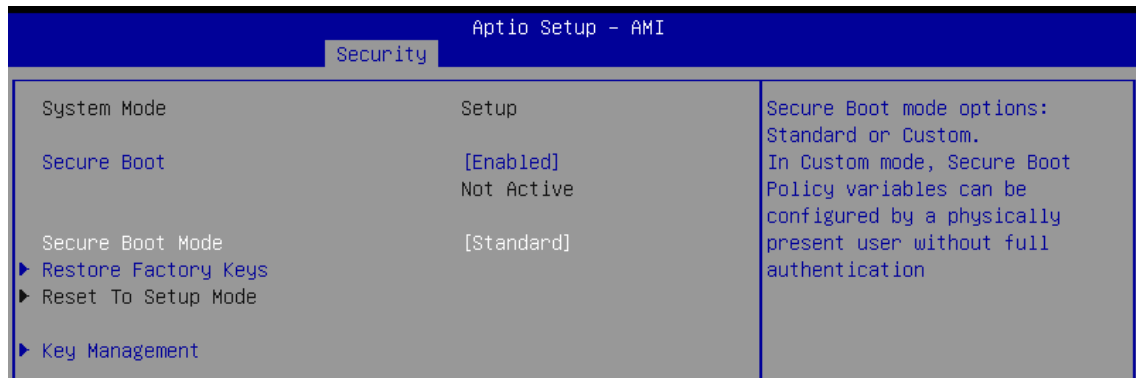 Aptio Setup - AMI
Security
System Mode Setup
Secure Boot [Enabled]
Not Active
Secure Boot Mode [Standard]
Restore Factory Keys
Reset To Setup Mode
Key Management
Secure Boot mode options:
Standard or Custom.
In Custom mode, Secure Boot
Policy variables can be
configured by a physically
present user without full
authentication